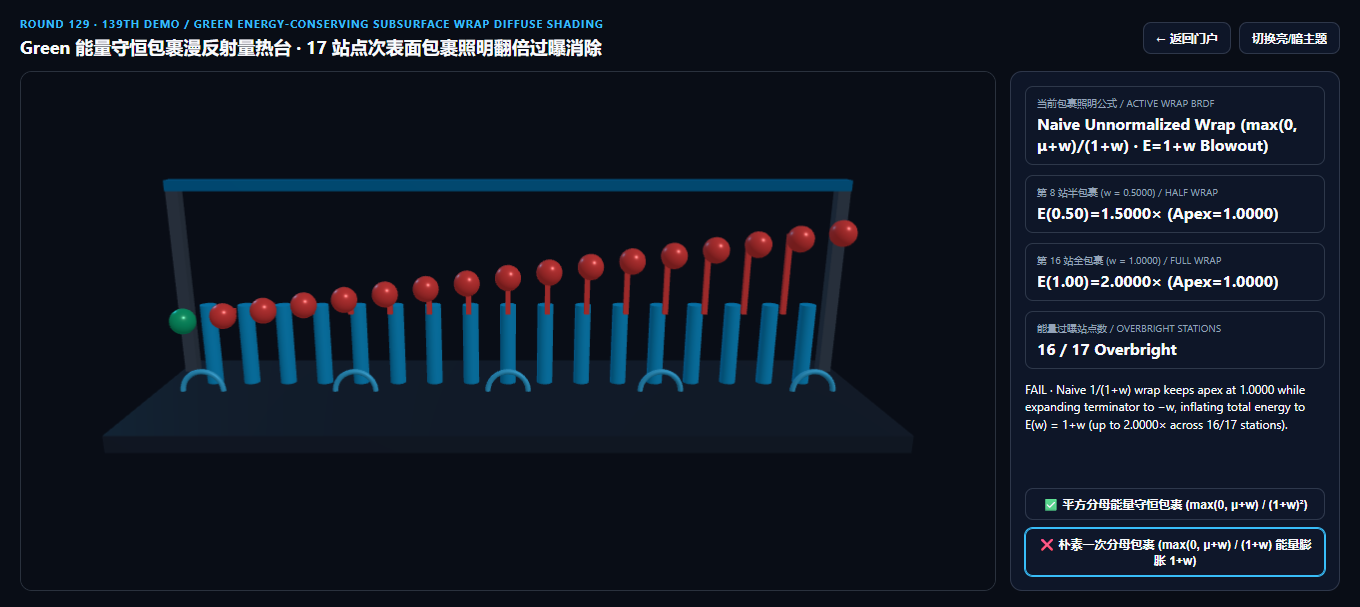 ROUND 129 · 139TH DEMO / GREEN ENERGY-CONSERVING SUBSURFACE WRAP DIFFUSE SHADING
Green 能量守恒包裹漫反射量热台 · 17 站点次表面包裹照明翻倍过曝消除
← 返回门户
切换亮/暗主题
当前包裹照明公式 / ACTIVE WRAP BRDF
Naive Unnormalized Wrap (max(0,
μ+w)/(1+w) · E=1+w Blowout)
第 8 站半包裹 (w = 0.5000) / HALF WRAP
E(0.50)=1.5000× (Apex=1.0000)
第 16 站全包裹 (w = 1.0000) / FULL WRAP
E(1.00)=2.0000× (Apex=1.0000)
能量过曝站点数 / OVERBRIGHT STATIONS
16 / 17 Overbright
FAIL · Naive 1/(1+w) wrap keeps apex at 1.0000 while
expanding terminator to −w, inflating total energy to
E(w) = 1+w (up to 2.0000× across 16/17 stations).
✅ 平方分母能量守恒包裹 (max(0, μ+w) / (1+w)²)
❌ 朴素一次分母包裹 (max(0, μ+w) / (1+w) 能量膨
胀 1+w)